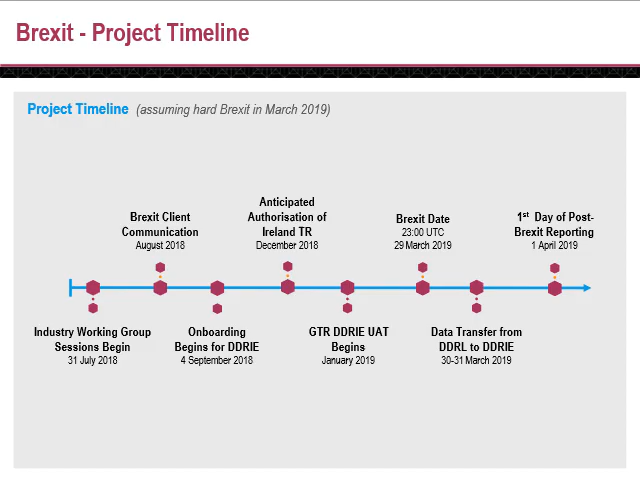 Brexit - Project Timeline
Project Timeline (assuming hard Brexit in March 2019)
Brexit Client
Communication
August 2018
Anticipated
Authorisation of
Ireland TR
December 2018
Brexit Date
23:00 UTC
29 March 2019
1st Day of Post-
Brexit Reporting
1 April 2019
Industry Working Group
Sessions Begin
31 July 2018
Onboarding
Begins for DDRIE
4 September 2018
GTR DDRIE UAT
Begins
January 2019
Data Transfer from
DDRL to DDRIE
30-31 March 2019